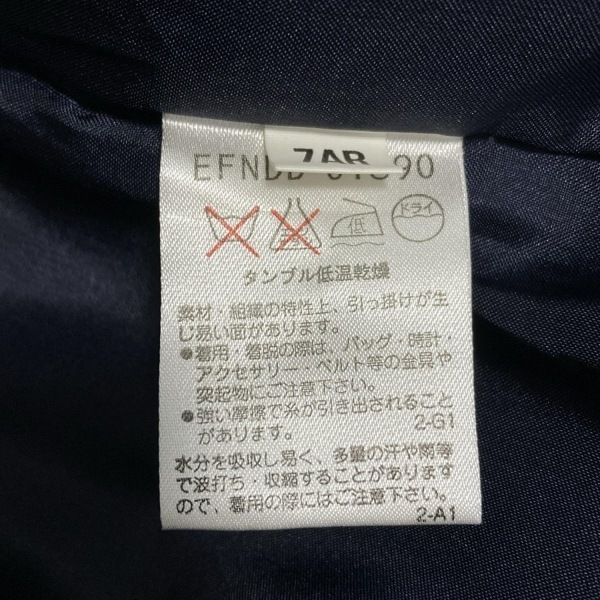 7AR
EFNDD
90
低 ドライ
タンブル低温乾燥
素材・組織の特性上、引っ掛けが生
じ易い面があります。
●着用・着脱の際は、バッグ・時計・
アクセサリー・ベルト等の金具や
突起物にご注意下さい。
●強い摩擦で糸が引き出されること
があります。 2-G1
水分を吸収し易く、多量の汗や雨等
で波打ち・収縮することがあります
ので、着用の際にはご注意下さい。
2-A1